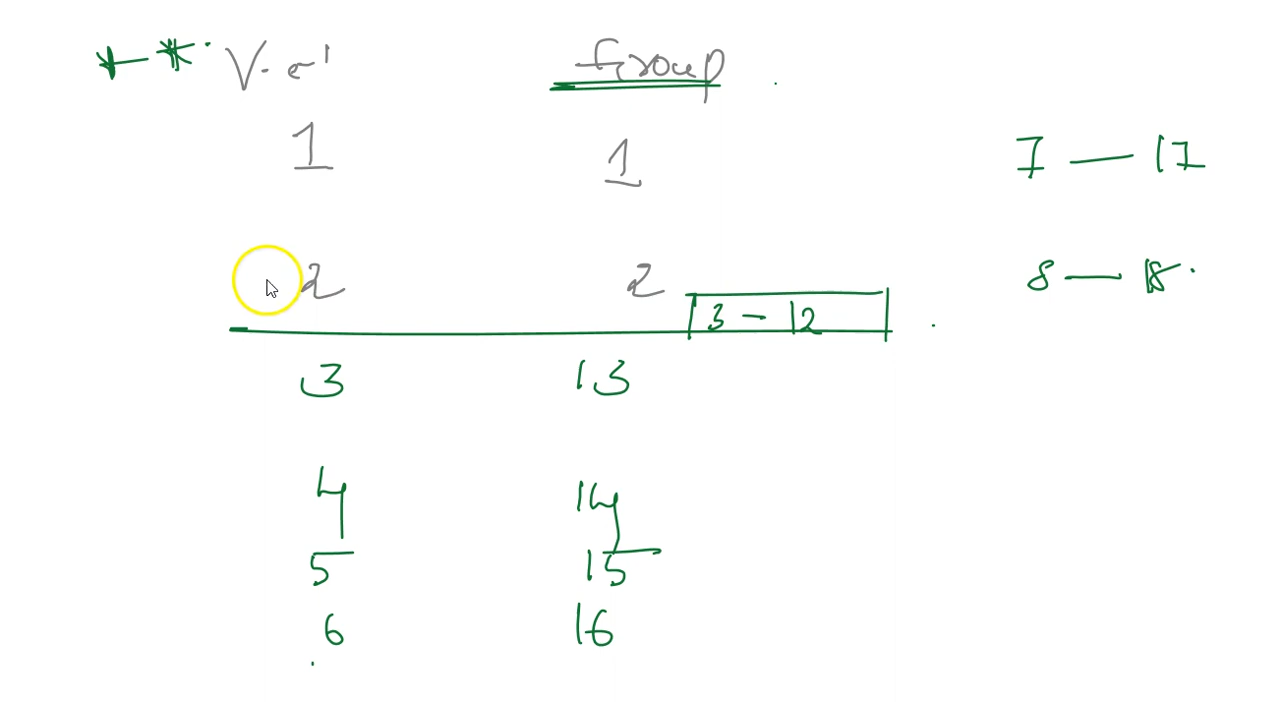 V. e⁻¹ Group
1 1
7 — 17
2 2
8 — 18
3 — 12
3 13
4 14
5 15
6 16